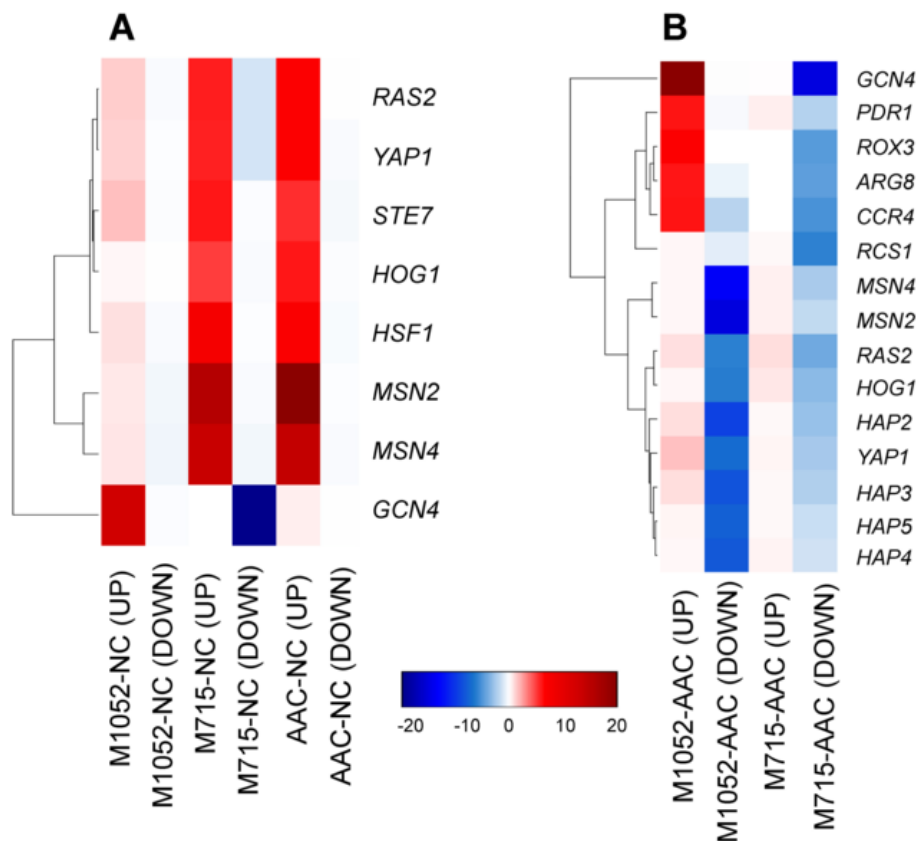 A
RAS2
YAP1
STE7
HOG1
HSF1
MSN2
MSN4
GCN4
M1052-NC (UP)
M1052-NC (DOWN)
M715-NC (UP)
M715-NC (DOWN)
AAC-NC (UP)
AAC-NC (DOWN)
-20 -10 0 10 20
B
GCN4
PDR1
ROX3
ARG8
CCR4
RCS1
MSN4
MSN2
RAS2
HOG1
HAP2
YAP1
HAP3
HAP5
HAP4
M1052-AAC (UP)
M1052-AAC (DOWN)
M715-AAC (UP)
M715-AAC (DOWN)